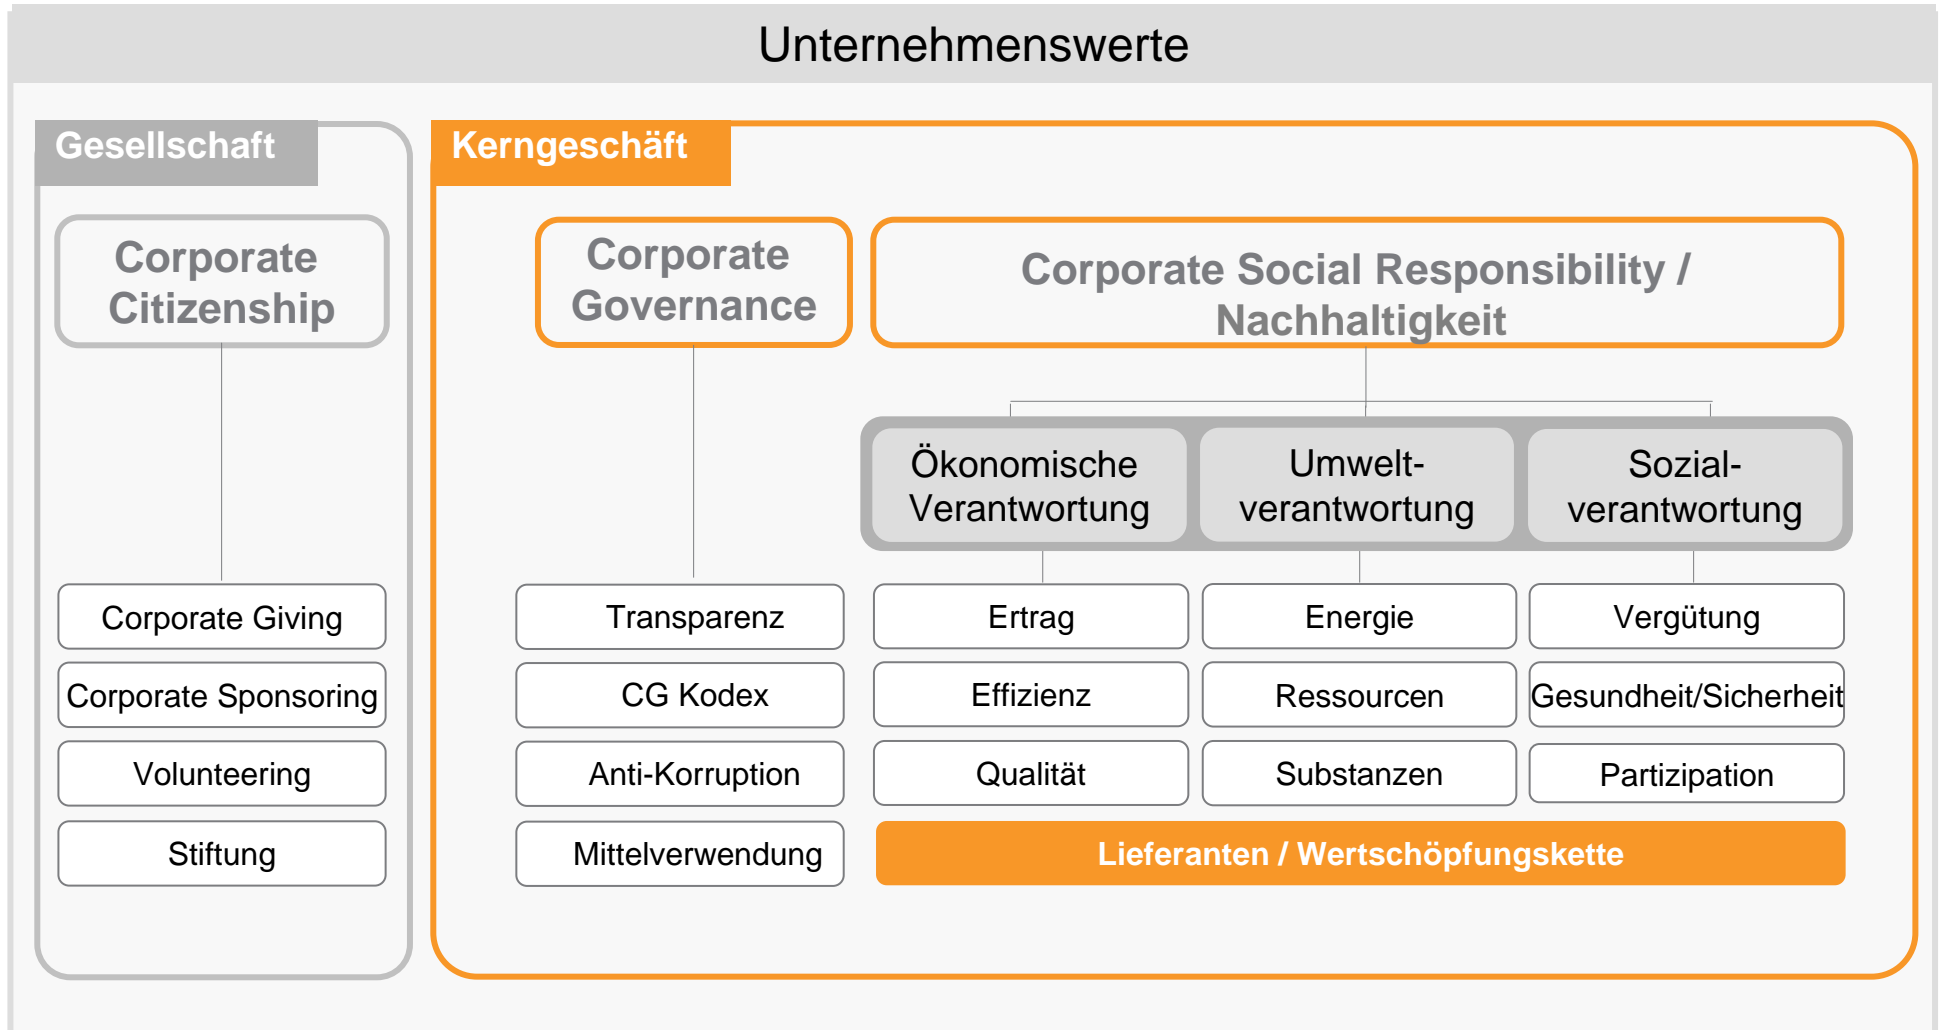 Unternehmenswerte
Gesellschaft
Corporate
Citizenship
Corporate Giving
Corporate Sponsoring
Volunteering
Stiftung
Kerngeschäft
Corporate
Governance
Transparenz
CG Kodex
Anti-Korruption
Mittelverwendung
Corporate Social Responsibility /
Nachhaltigkeit
Ökonomische
Verantwortung
Ertrag
Effizienz
Qualität
Umwelt-
verantwortung
Energie
Ressourcen
Substanzen
Sozial-
verantwortung
Vergütung
Gesundheit/Sicherheit
Partizipation
Lieferanten / Wertschöpfungskette